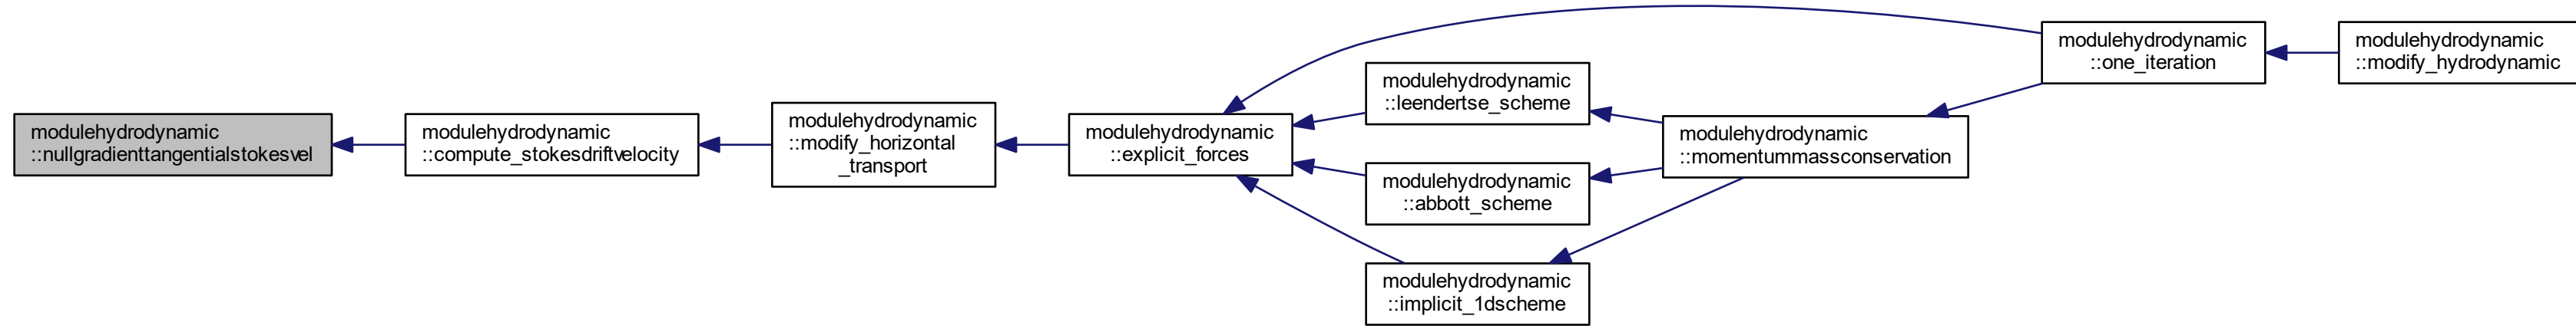 modulehydrodynamic
::nullgradienttangentialstokesvel
modulehydrodynamic
::compute_stokesdriftvelocity
modulehydrodynamic
::modify_horizontal
_transport
modulehydrodynamic
::explicit_forces
modulehydrodynamic
::leendertse_scheme
modulehydrodynamic
::abbott_scheme
modulehydrodynamic
::implicit_1dscheme
modulehydrodynamic
::momentummassconservation
modulehydrodynamic
::one_iteration
modulehydrodynamic
::modify_hydrodynamic